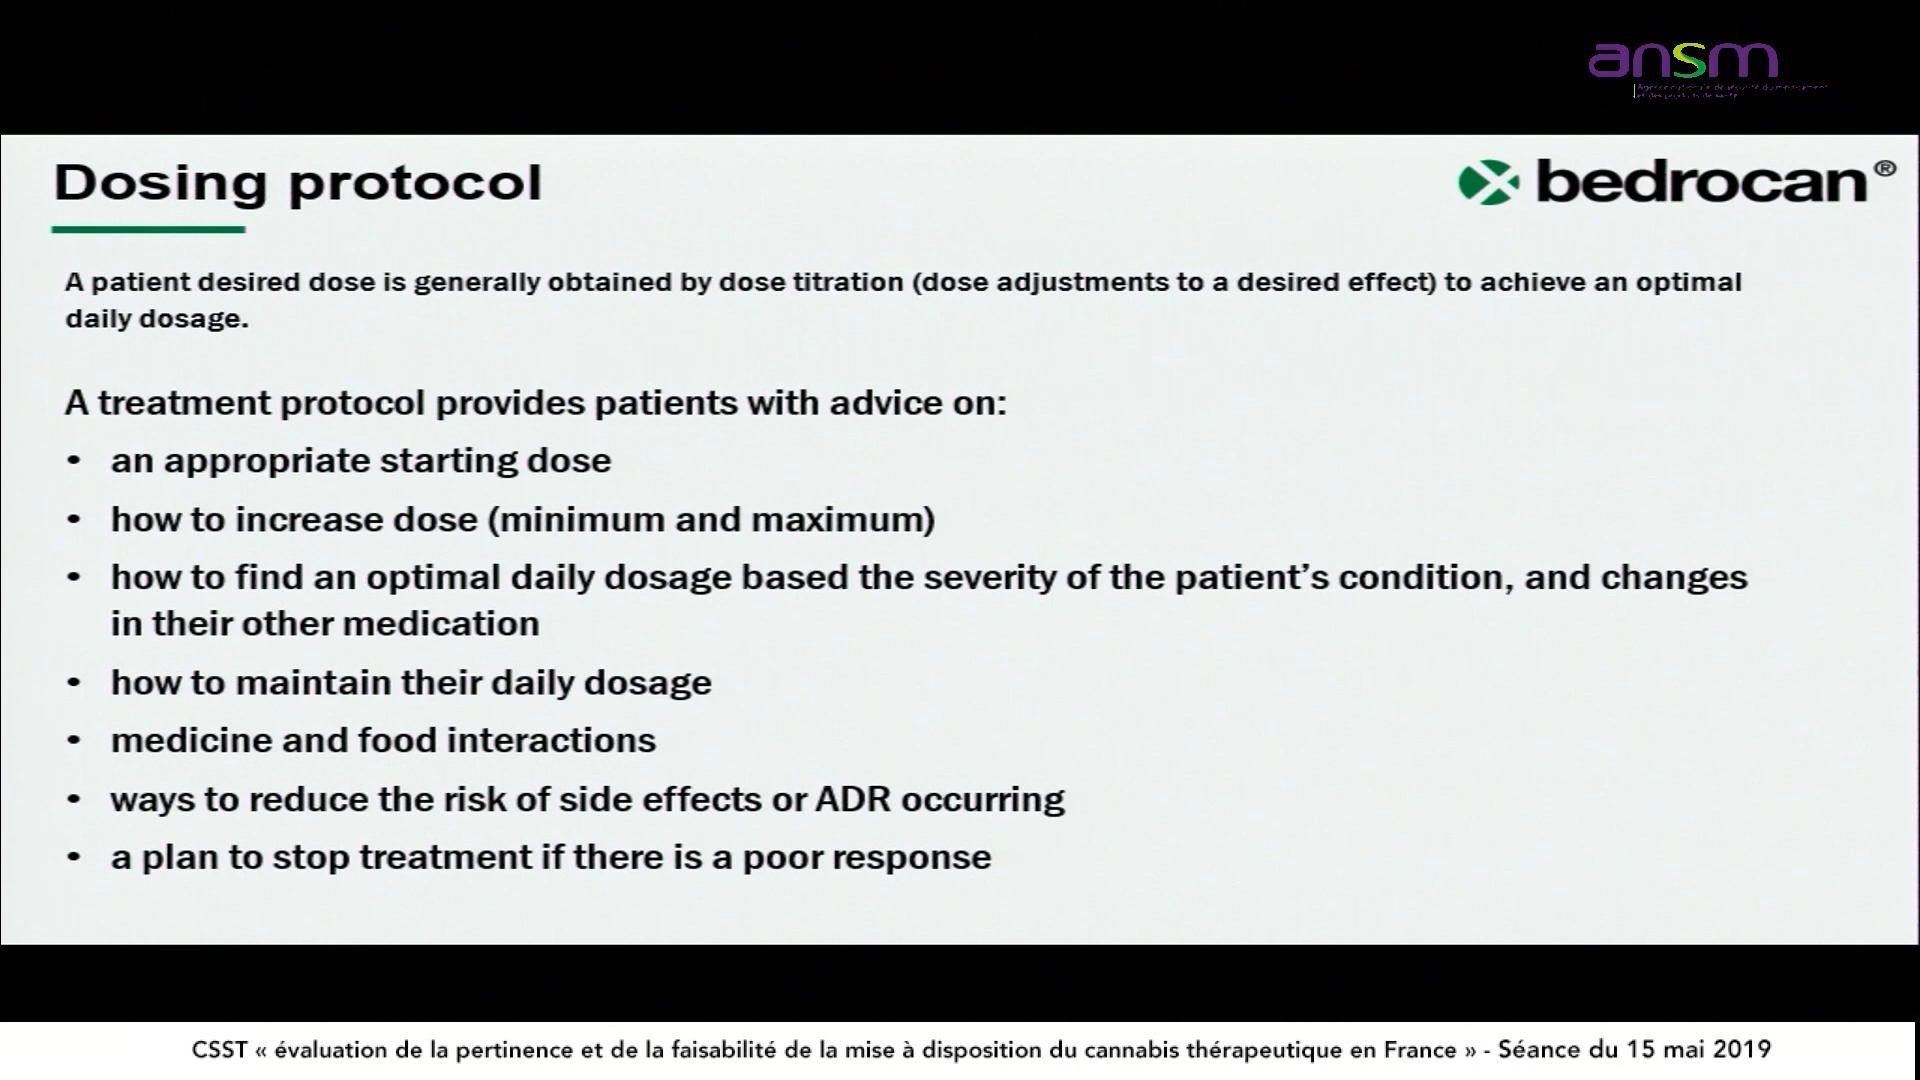 ansm
Dosing protocol
bedrocan®
A patient desired dose is generally obtained by dose titration (dose adjustments to a desired effect) to achieve an optimal
daily dosage.
A treatment protocol provides patients with advice on:
• an appropriate starting dose
• how to increase dose (minimum and maximum)
• how to find an optimal daily dosage based the severity of the patient's condition, and changes
in their other medication
• how to maintain their daily dosage
• medicine and food interactions
• ways to reduce the risk of side effects or ADR occurring
• a plan to stop treatment if there is a poor response
CSST « évaluation de la pertinence et de la faisabilité de la mise à disposition du cannabis thérapeutique en France » - Séance du 15 mai 2019